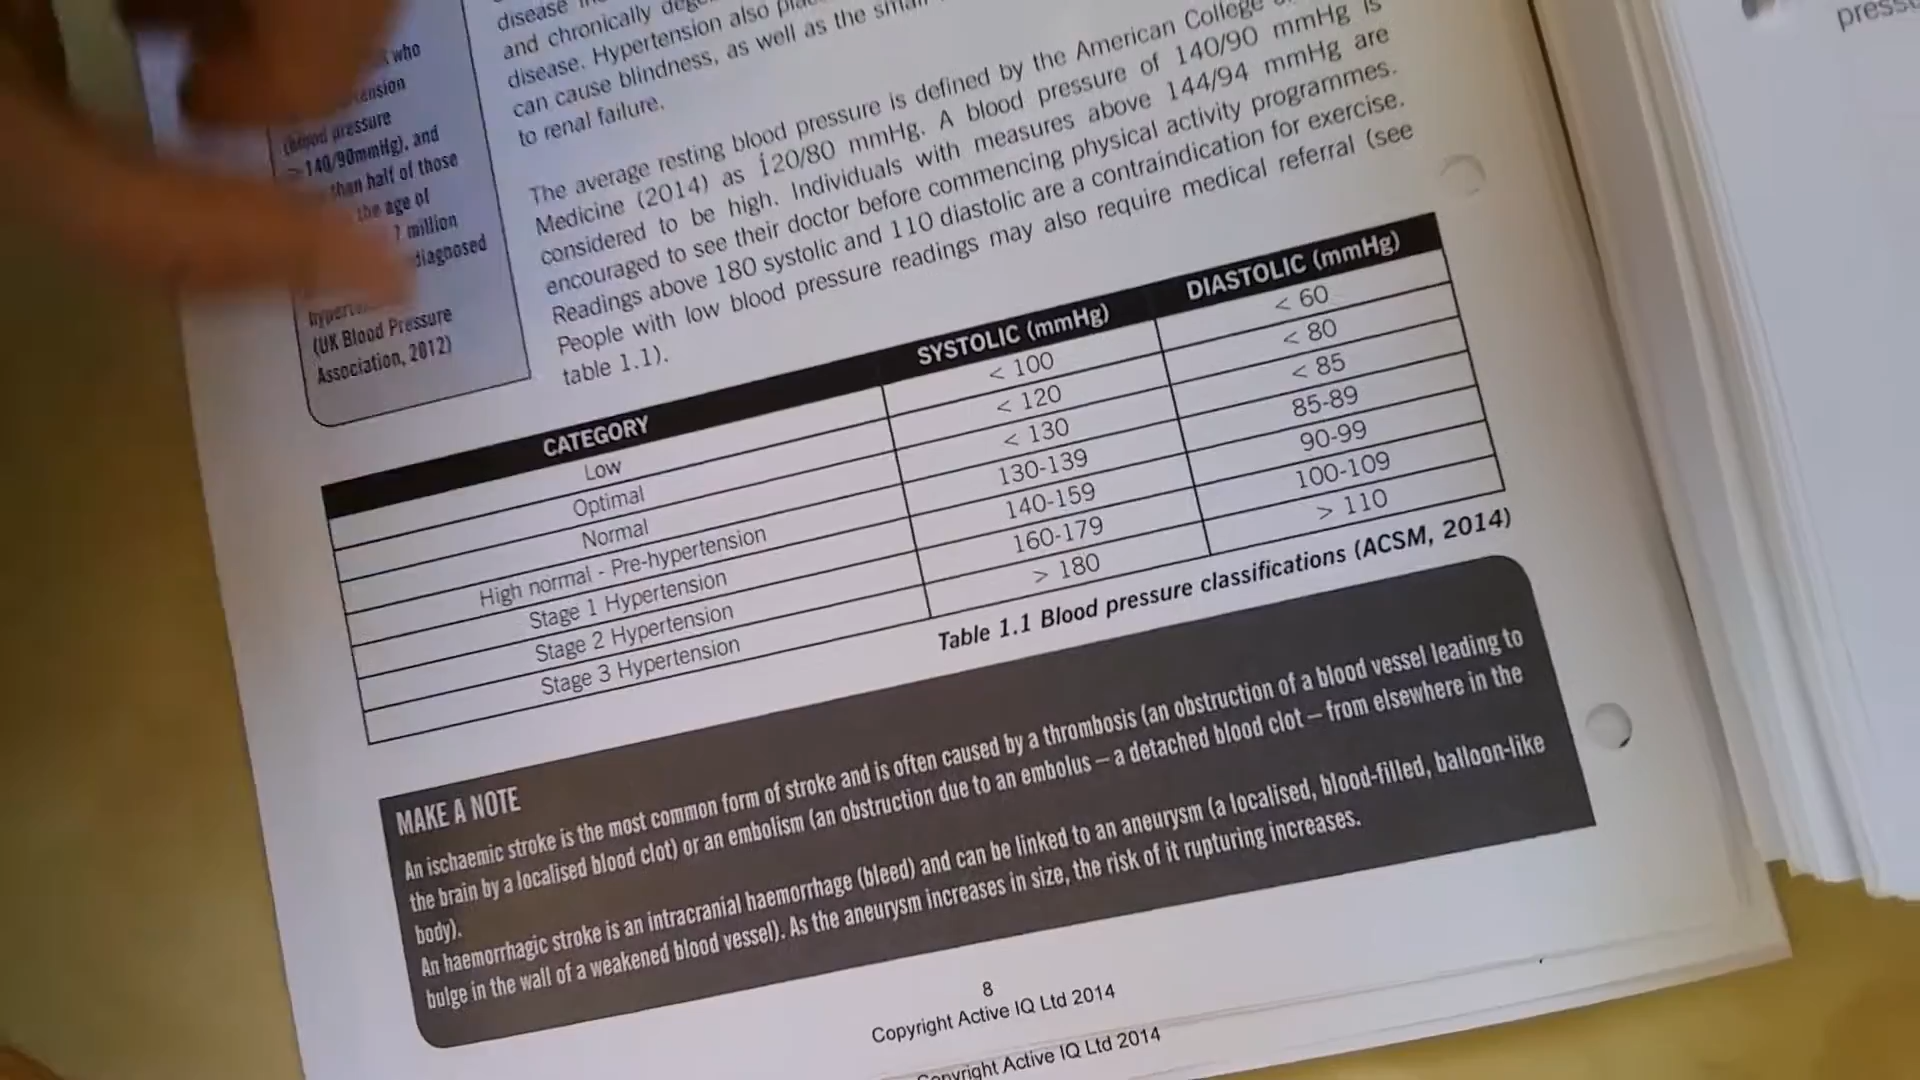 who
ension
(blood pressure
>140/90mmHg), and
than half of those
the age of
7 million
diagnosed
(UK Blood Pressure
Association, 2012)
disease
and chronically
disease. Hypertension also
can cause blindness, as well as the small
to renal failure.
The average resting blood pressure is defined by the American College
Medicine (2014) as 120/80 mmHg. A blood pressure of 140/90 mmHg is
considered to be high. Individuals with measures above 144/94 mmHg are
encouraged to see their doctor before commencing physical activity programmes.
Readings above 180 systolic and 110 diastolic are a contraindication for exercise.
People with low blood pressure readings may also require medical referral (see
table 1.1).
CATEGORY SYSTOLIC (mmHg) DIASTOLIC (mmHg)
Low < 100 < 60
Optimal < 120 < 80
Normal < 130 < 85
High normal - Pre-hypertension 130-139 85-89
Stage 1 Hypertension 140-159 90-99
Stage 2 Hypertension 160-179 100-109
Stage 3 Hypertension > 180 > 110
Table 1.1 Blood pressure classifications (ACSM, 2014)
MAKE A NOTE
An ischaemic stroke is the most common form of stroke and is often caused by a thrombosis (an obstruction of a blood vessel leading to
the brain by a localised blood clot) or an embolism (an obstruction due to an embolus – a detached blood clot – from elsewhere in the
body).
An haemorrhagic stroke is an intracranial haemorrhage (bleed) and can be linked to an aneurysm (a localised, blood-filled, balloon-like
bulge in the wall of a weakened blood vessel). As the aneurysm increases in size, the risk of it rupturing increases.
8
Copyright Active IQ Ltd 2014
Copyright Active IQ Ltd 2014